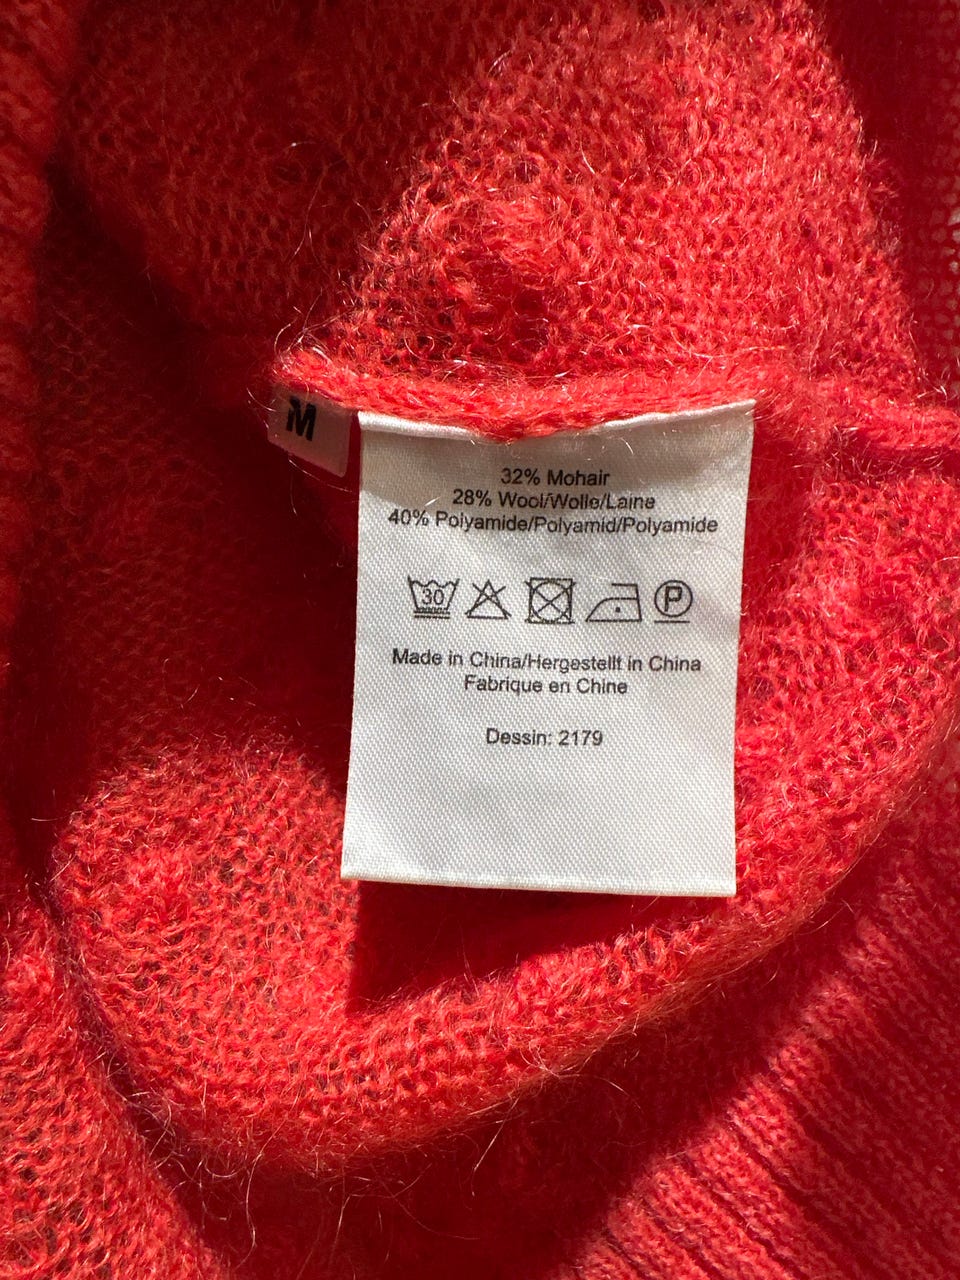 M
32% Mohair
28% Wool/Wolle/Laine
40% Polyamide/Polyamid/Polyamide
30 P
Made in China/Hergestellt in China
Fabrique en Chine
Dessin: 2179